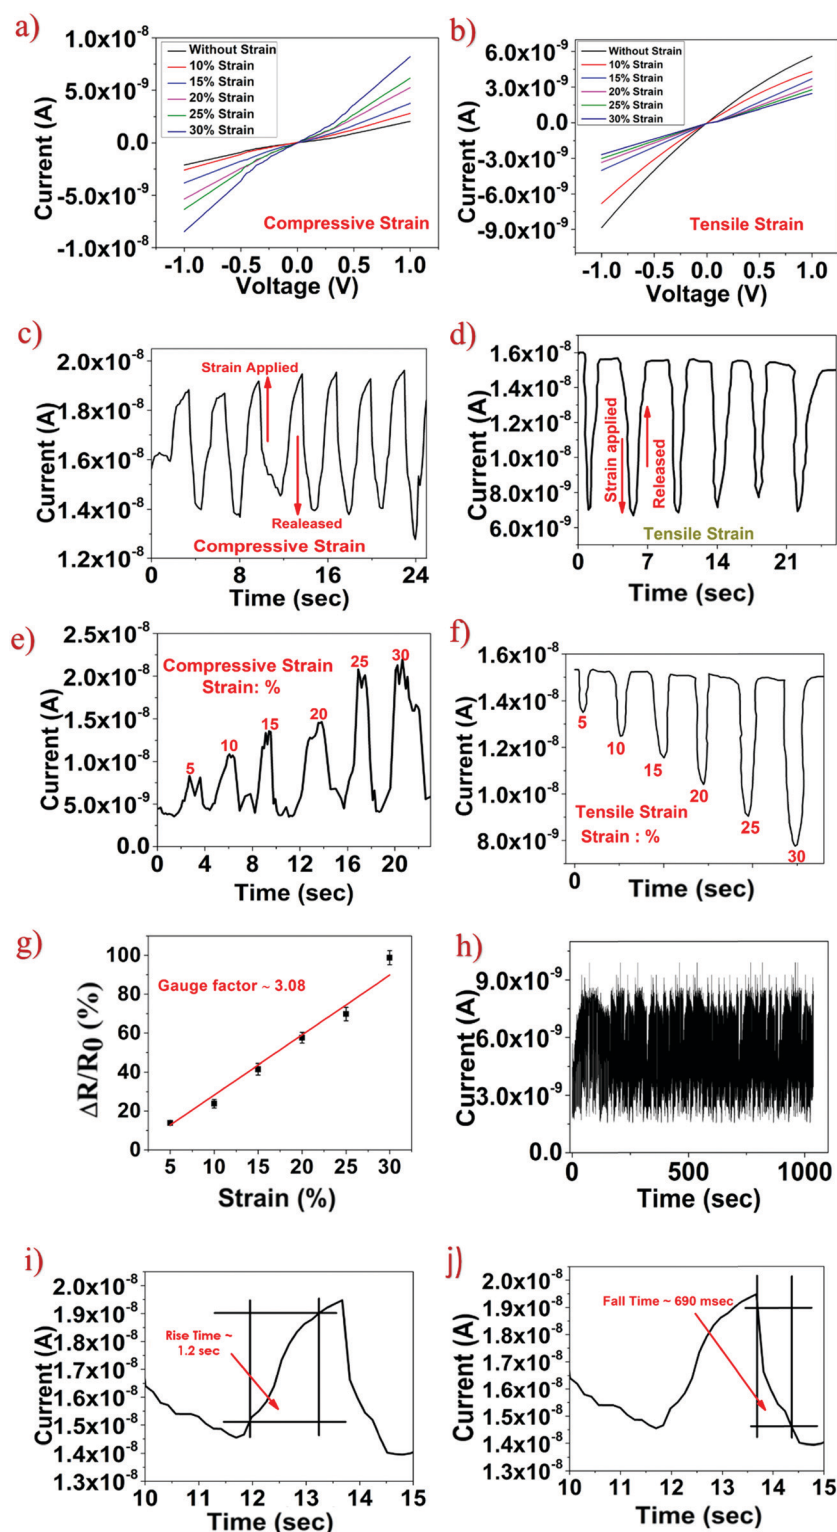 a)
1.0x10⁻⁸
5.0x10⁻⁹
0.0
-5.0x10⁻⁹
-1.0x10⁻⁸
Current (A)
Without Strain
10% Strain
15% Strain
20% Strain
25% Strain
30% Strain
Compressive Strain
-1.0 -0.5 0.0 0.5 1.0
Voltage (V)
b)
6.0x10⁻⁹
3.0x10⁻⁹
0.0
-3.0x10⁻⁹
-6.0x10⁻⁹
-9.0x10⁻⁹
Current (A)
Without Strain
10% Strain
15% Strain
20% Strain
25% Strain
30% Strain
Tensile Strain
-1.0 -0.5 0.0 0.5 1.0
Voltage (V)
c)
2.0x10⁻⁸
1.8x10⁻⁸
1.6x10⁻⁸
1.4x10⁻⁸
1.2x10⁻⁸
Current (A)
Strain Applied
Realeased
Compressive Strain
0 8 16 24
Time (sec)
d)
1.6x10⁻⁸
1.4x10⁻⁸
1.2x10⁻⁸
1.0x10⁻⁸
8.0x10⁻⁹
6.0x10⁻⁹
Current (A)
Strain applied
Released
Tensile Strain
0 7 14 21
Time (sec)
e)
2.5x10⁻⁸
2.0x10⁻⁸
1.5x10⁻⁸
1.0x10⁻⁸
5.0x10⁻⁹
0.0
Current (A)
Compressive Strain
Strain: %
5
10
15
20
25
30
0 4 8 12 16 20
Time (sec)
f)
1.6x10⁻⁸
1.4x10⁻⁸
1.2x10⁻⁸
1.0x10⁻⁸
8.0x10⁻⁹
Current (A)
5
10
15
20
25
30
Tensile Strain
Strain : %
0
Time (sec)
g)
100
80
60
40
20
0
ΔR/R0 (%)
Gauge factor ~ 3.08
5 10 15 20 25 30
Strain (%)
h)
9.0x10⁻⁹
6.0x10⁻⁹
3.0x10⁻⁹
0.0
Current (A)
0 500 1000
Time (sec)
i)
2.0x10⁻⁸
1.9x10⁻⁸
1.8x10⁻⁸
1.6x10⁻⁸
1.5x10⁻⁸
1.4x10⁻⁸
1.3x10⁻⁸
Current (A)
Rise Time ~
1.2 sec
10 11 12 13 14 15
Time (sec)
j)
2.0x10⁻⁸
1.9x10⁻⁸
1.8x10⁻⁸
1.6x10⁻⁸
1.5x10⁻⁸
1.4x10⁻⁸
1.3x10⁻⁸
Current (A)
Fall Time ~ 690 msec
10 11 12 13 14 15
Time (sec)